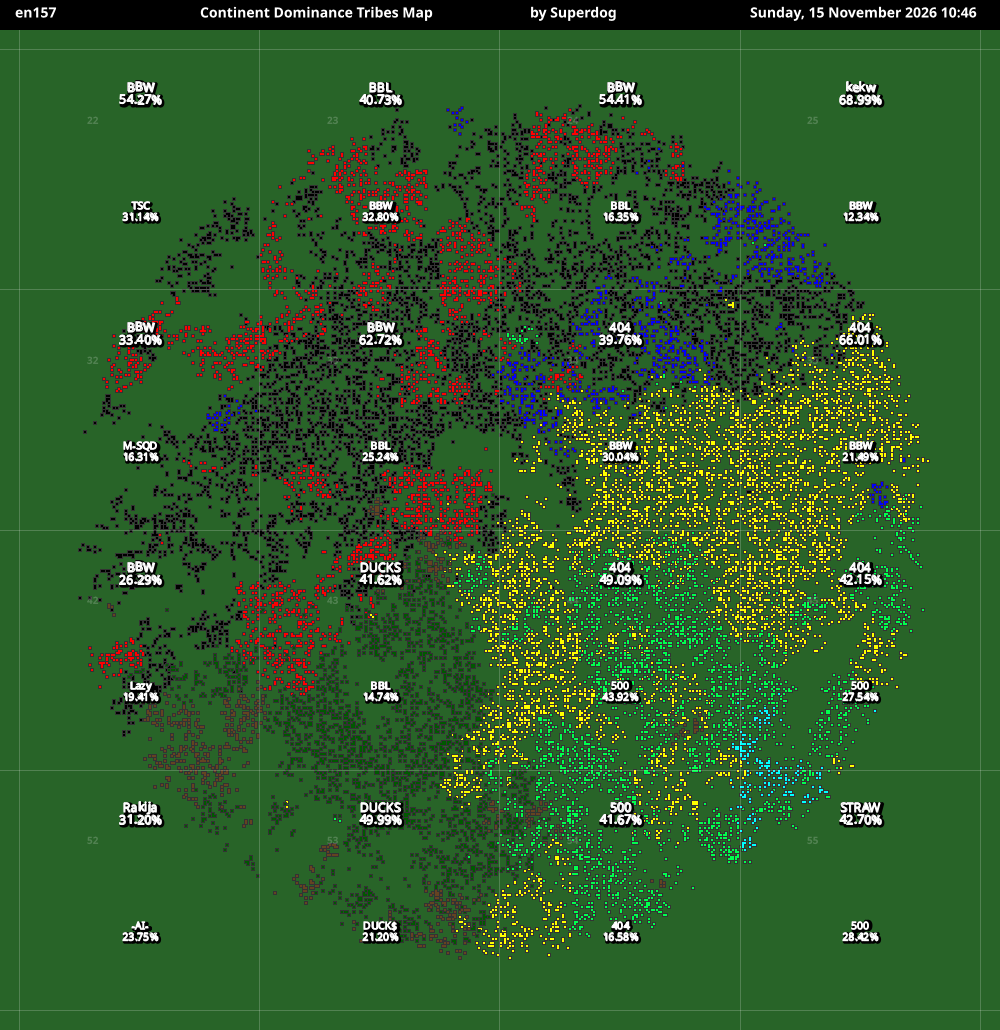 en157 Continent Dominance Tribes Map by Superdog Sunday, 15 November 2026 10:46
BBW BBL BBW kekw
54.27% 40.73% 54.41% 68.99%
22 23 25
TSC BBW BBL BBW
31.14% 32.80% 16.35% 12.34%
BBW BBW 404 404
33.40% 62.72% 39.76% 66.01%
32
M-SQD BBL BBW BBW
16.31% 25.24% 30.04% 21.49%
BBW DUCKS 404 404
26.29% 41.62% 49.09% 42.15%
42 43
Lazy BBL 500 500
19.41% 14.74% 43.92% 27.54%
Rakija DUCKS 500 STRAW
31.20% 49.99% 41.67% 42.70%
52 53 55
-A!- DUCKS 404 500
23.75% 21.20% 16.58% 28.42%